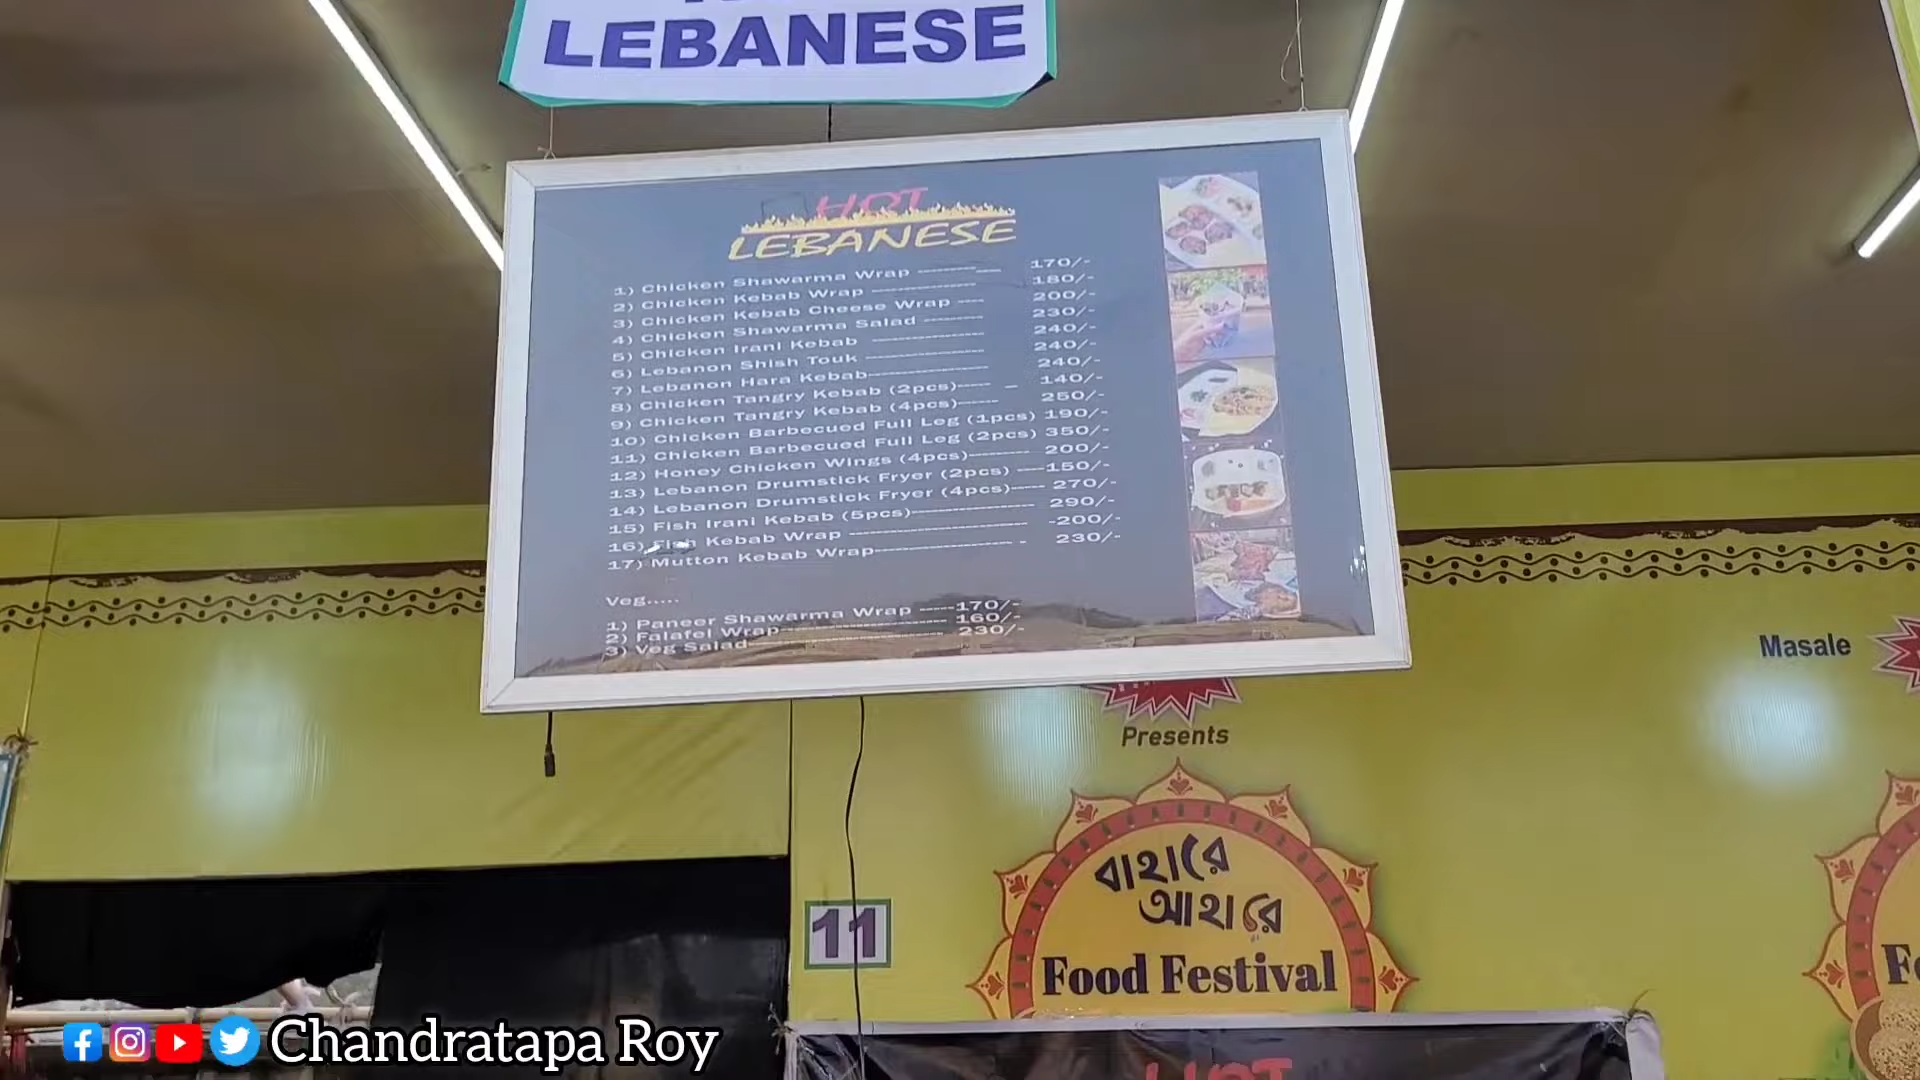 LEBANESE
HOT
LEBANESE
1) Chicken Shawarma Wrap ---------- ---- 170/-
2) Chicken Kebab Wrap ---------------- 180/-
3) Chicken Kebab Cheese Wrap ---- 200/-
4) Chicken Shawarma Salad --------- 230/-
5) Chicken Irani Kebab ----------------- 240/-
6) Lebanon Shish Touk ------------------ 240/-
7) Lebanon Hara Kebab------------------ 240/-
8) Chicken Tangry Kebab (2pcs)----- _ 140/-
9) Chicken Tangry Kebab (4pcs)------ 250/-
10) Chicken Barbecued Full Leg (1pcs) 190/-
11) Chicken Barbecued Full Leg (2pcs) 350/-
12) Honey Chicken Wings (4pcs)--------- 200/-
13) Lebanon Drumstick Fryer (2pcs) ----150/-
14) Lebanon Drumstick Fryer (4pcs)----- 270/-
15) Fish Irani Kebab (5pcs)------------------ 290/-
16) Fish Kebab Wrap -------------------------- -200/-
17) Mutton Kebab Wrap-------------------- - 230/-
Veg.....
1) Paneer Shawarma Wrap -----170/-
2) Falafel Wrap------------------------ 160/-
3) Veg Salad---------------------------- 230/-
Masale
Presents
বাহারে
আহারে
11
Food Festival
Chandratapa Roy
HOT